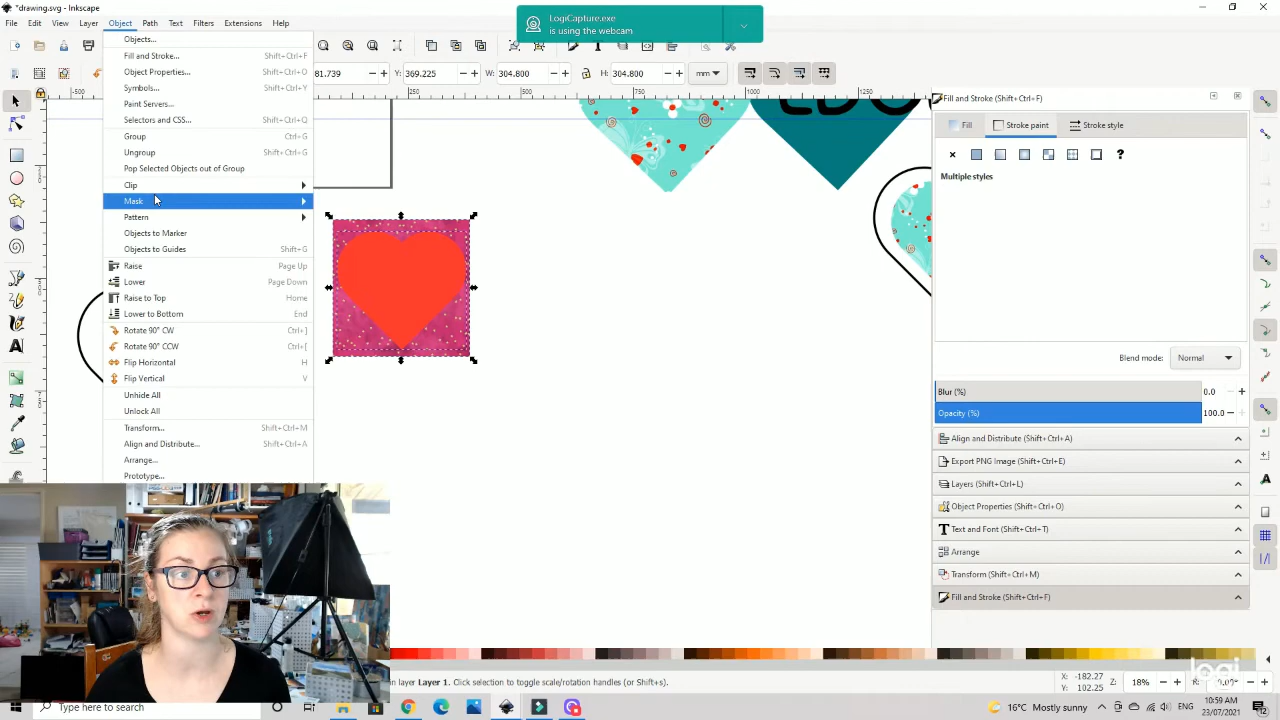 *drawing.svg - Inkscape
File Edit View Layer Object Path Text Filters Extensions Help
LogiCapture.exe
is using the webcam
81.739 Y: 369.225 W: 304.800 H: 304.800 mm
-500 250 500 750 1000 1250
Objects...
Fill and Stroke... Shift+Ctrl+F
Object Properties... Shift+Ctrl+O
Symbols... Shift+Ctrl+Y
Paint Servers...
Selectors and CSS... Shift+Ctrl+Q
Group Ctrl+G
Ungroup Shift+Ctrl+G
Pop Selected Objects out of Group
Clip
Mask
Pattern
Objects to Marker
Objects to Guides Shift+G
Raise Page Up
Lower Page Down
Raise to Top Home
Lower to Bottom End
Rotate 90° CW Ctrl+]
Rotate 90° CCW Ctrl+[
Flip Horizontal H
Flip Vertical V
Unhide All
Unlock All
Transform... Shift+Ctrl+M
Align and Distribute... Shift+Ctrl+A
Arrange...
Prototype...
Fill and Stroke (Shift+Ctrl+F)
Fill Stroke paint Stroke style
?
Multiple styles
Blend mode: Normal
Blur (%) 0.0
Opacity (%) 100.0
Align and Distribute (Shift+Ctrl+A)
Export PNG Image (Shift+Ctrl+E)
Layers (Shift+Ctrl+L)
Object Properties (Shift+Ctrl+O)
Text and Font (Shift+Ctrl+T)
Arrange
Transform (Shift+Ctrl+M)
Fill and Stroke (Shift+Ctrl+F)
n layer Layer 1. Click selection to toggle scale/rotation handles (or Shift+s).
X: -182.27
Y: 102.25
Z: 18% R: 0.0°
logi
Type here to search
16°C Mostly sunny
10:59 AM
23/07/2021